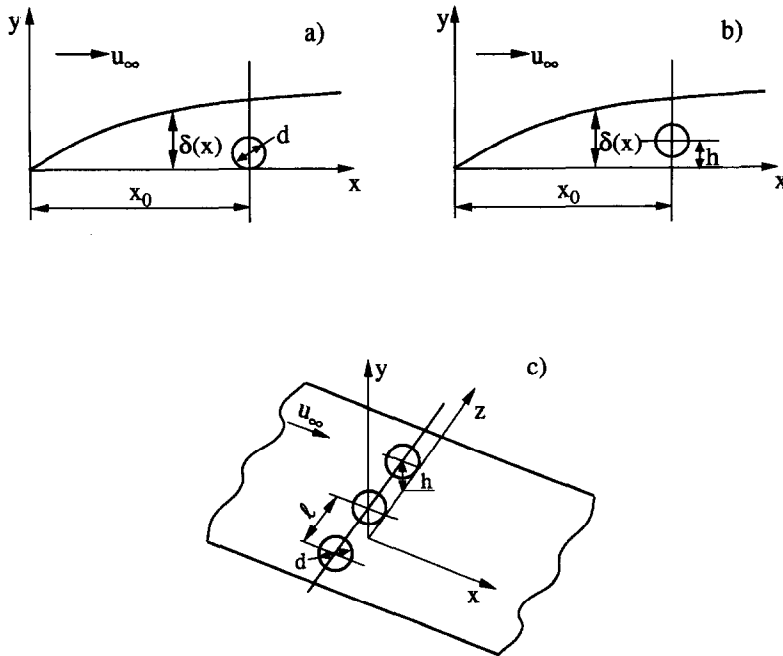 y
a)
u∞
δ(x)
d
x
x₀
y
b)
u∞
δ(x)
h
x
x₀
y
c)
z
u∞
h
ℓ
d
x